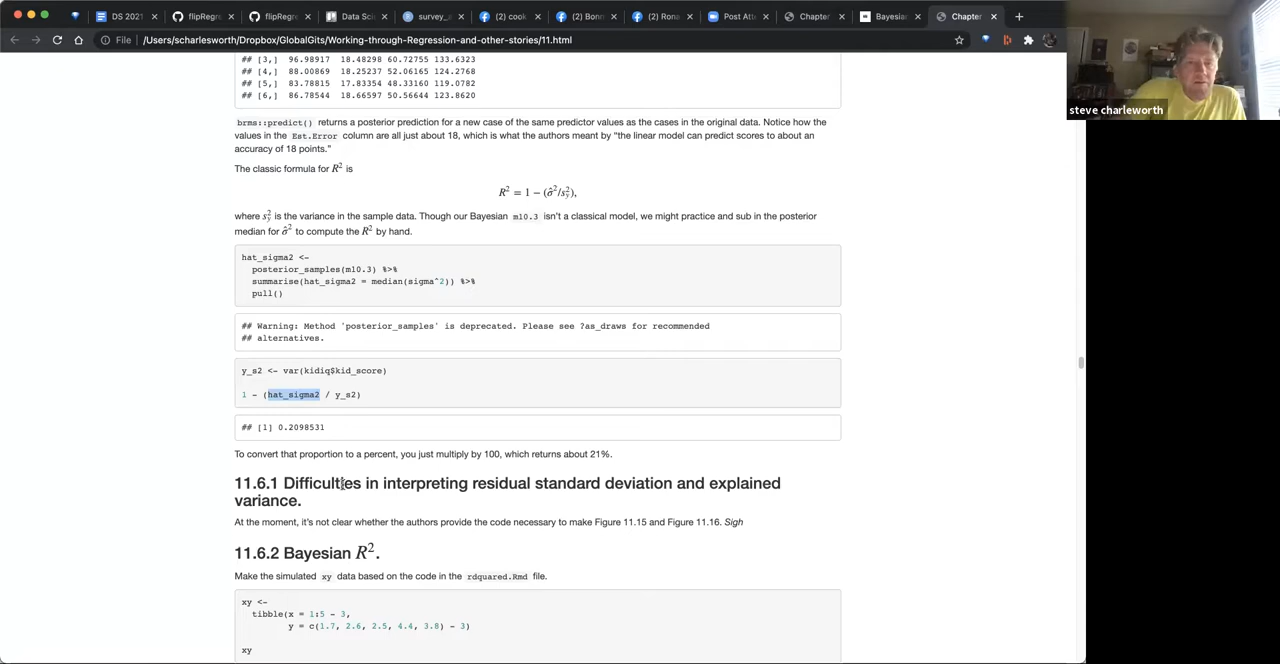 DS 2021
flipRegre
flipRegre
Data Sci
survey_a
(2) cook
(2) Bonn
(2) Rona
Post Att
Chapter
Bayesian
Chapter
File
/Users/scharlesworth/Dropbox/GlobalGits/Working-through-Regression-and-other-stories/11.html
steve charleworth
## [3,] 96.98917 18.48298 60.72755 133.6323
## [4,] 88.00869 18.25237 52.06165 124.2768
## [5,] 83.78815 17.83354 48.33160 119.0782
## [6,] 86.78544 18.66597 50.56644 123.8620
brms::predict() returns a posterior prediction for a new case of the same predictor values as the cases in the original data. Notice how the
values in the Est.Error column are all just about 18, which is what the authors meant by “the linear model can predict scores to about an
accuracy of 18 points.”
The classic formula for R² is
R² = 1 − (σ̂²/s²y),
where s²y is the variance in the sample data. Though our Bayesian m10.3 isn’t a classical model, we might practice and sub in the posterior
median for σ̂² to compute the R² by hand.
hat_sigma2 <-
posterior_samples(m10.3) %>%
summarise(hat_sigma2 = median(sigma^2)) %>%
pull()
## Warning: Method 'posterior_samples' is deprecated. Please see ?as_draws for recommended
## alternatives.
y_s2 <- var(kidiq$kid_score)
1 - (hat_sigma2 / y_s2)
## [1] 0.2098531
To convert that proportion to a percent, you just multiply by 100, which returns about 21%.
11.6.1 Difficulties in interpreting residual standard deviation and explained
variance.
At the moment, it’s not clear whether the authors provide the code necessary to make Figure 11.15 and Figure 11.16. Sigh
11.6.2 Bayesian R².
Make the simulated xy data based on the code in the rdquared.Rmd file.
xy <-
tibble(x = 1:5 - 3,
y = c(1.7, 2.6, 2.5, 4.4, 3.8) - 3)
xy